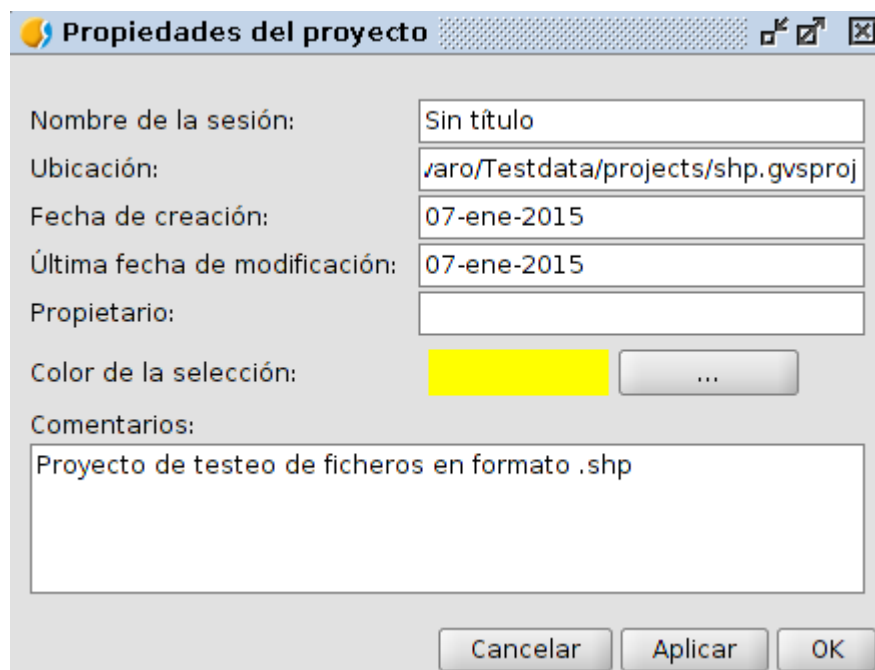 Propiedades del proyecto
Nombre de la sesión: Sin título
Ubicación: varo/Testdata/projects/shp.gvsproj
Fecha de creación: 07-ene-2015
Última fecha de modificación: 07-ene-2015
Propietario:
Color de la selección: ...
Comentarios:
Proyecto de testeo de ficheros en formato .shp
Cancelar Aplicar OK